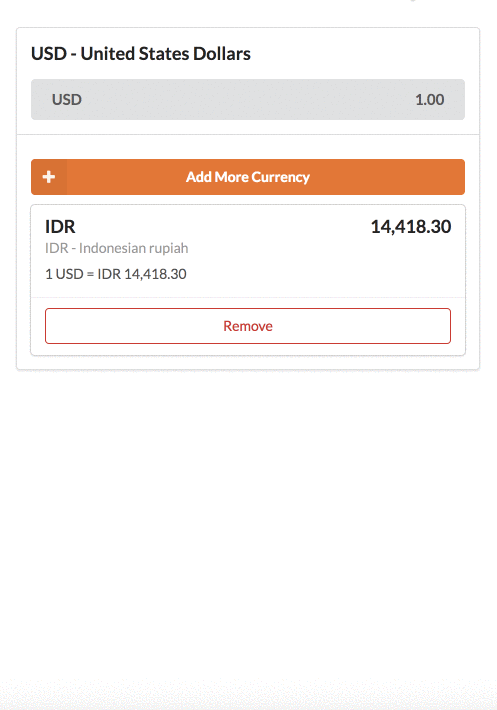 USD - United States Dollars
USD 1.00
+ Add More Currency
IDR 14,418.30
IDR - Indonesian rupiah
1 USD = IDR 14,418.30
Remove